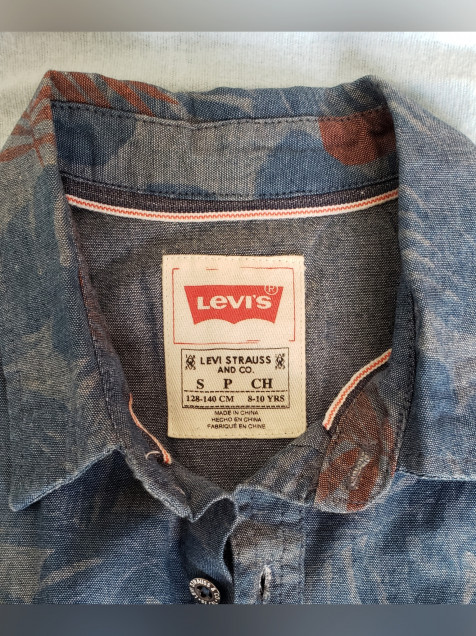 LEVI'S®
LEVI STRAUSS
AND CO.
S P CH
128-140 CM 8-10 YRS
MADE IN CHINA
HECHO EN CHINA
FABRIQUÉ EN CHINE